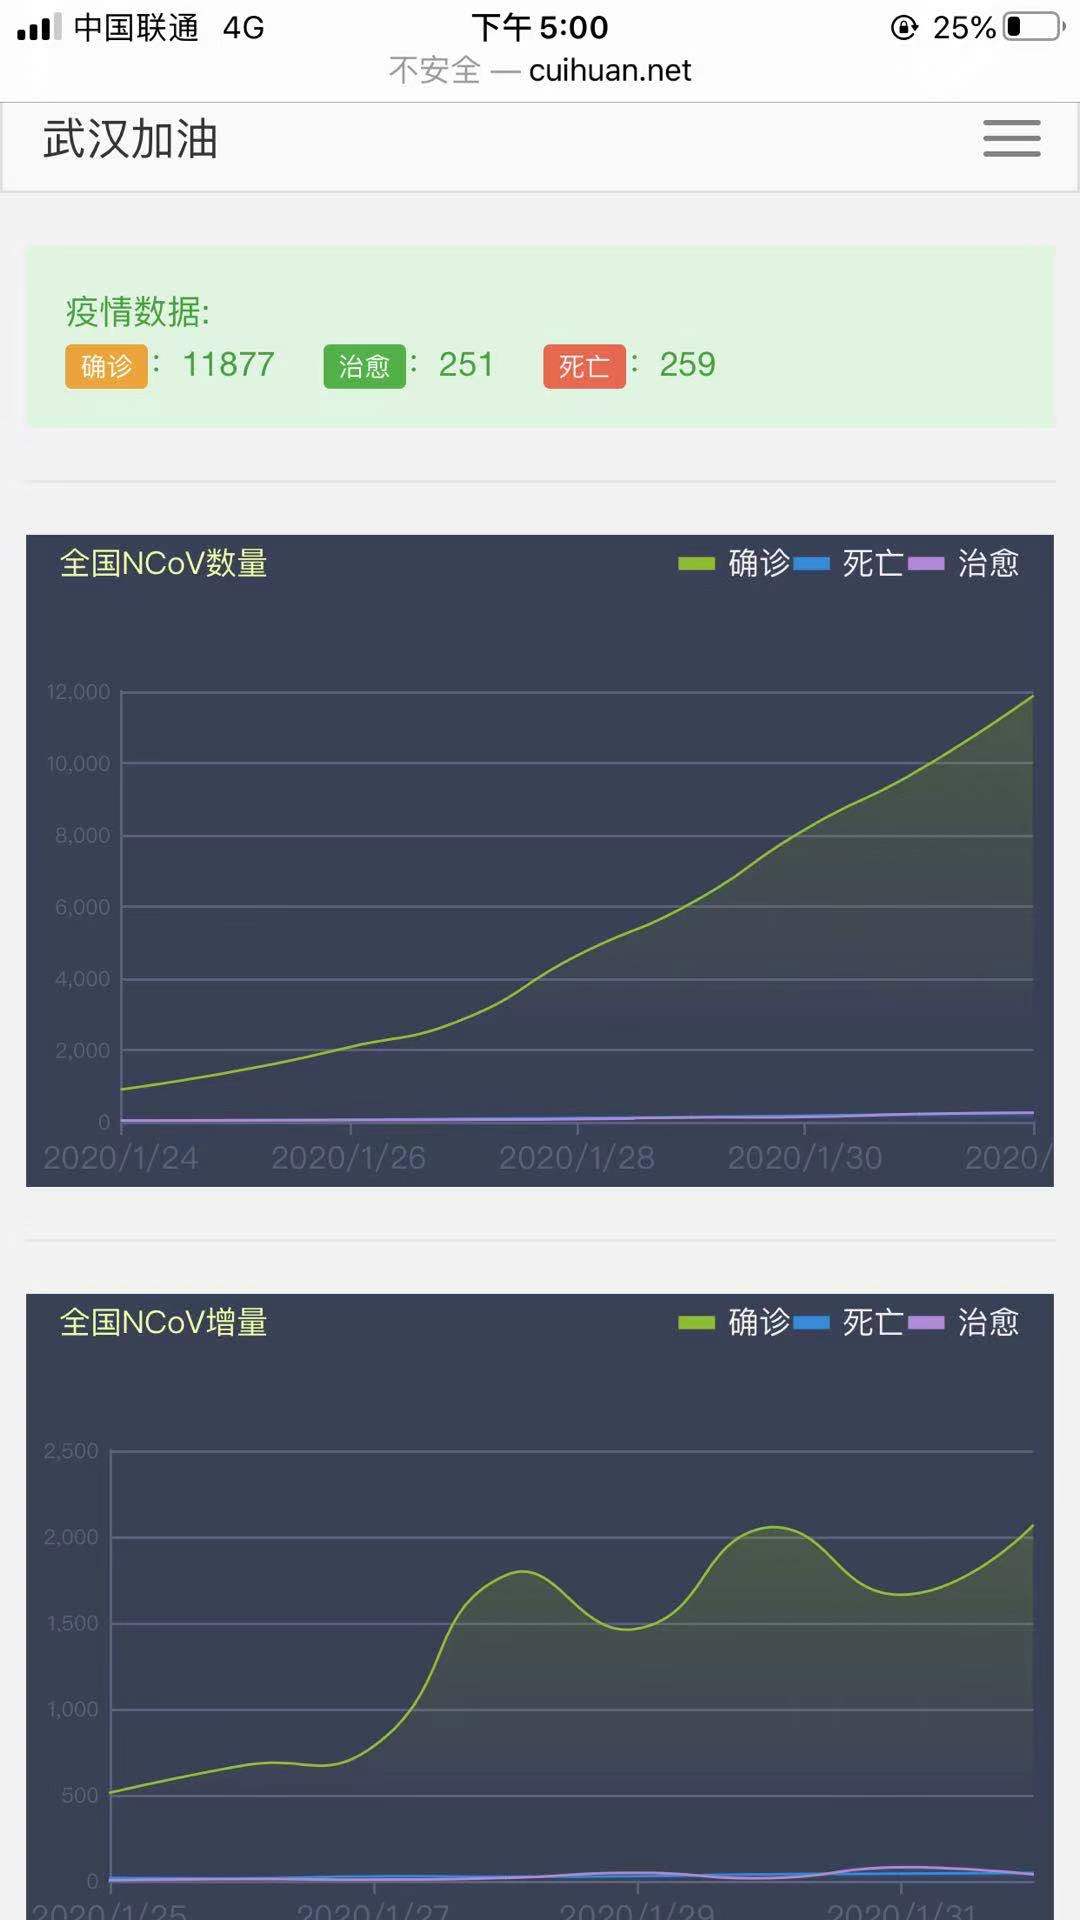 中国联通 4G 下午5:00 25%
不安全 — cuihuan.net
武汉加油
疫情数据:
确诊: 11877 治愈: 251 死亡: 259
全国NCoV数量 确诊 死亡 治愈
12,000
10,000
8,000
6,000
4,000
2,000
0
2020/1/24 2020/1/26 2020/1/28 2020/1/30 2020/
全国NCoV增量 确诊 死亡 治愈
2,500
2,000
1,500
1,000
500
0
2020/1/25 2020/1/27 2020/1/29 2020/1/31